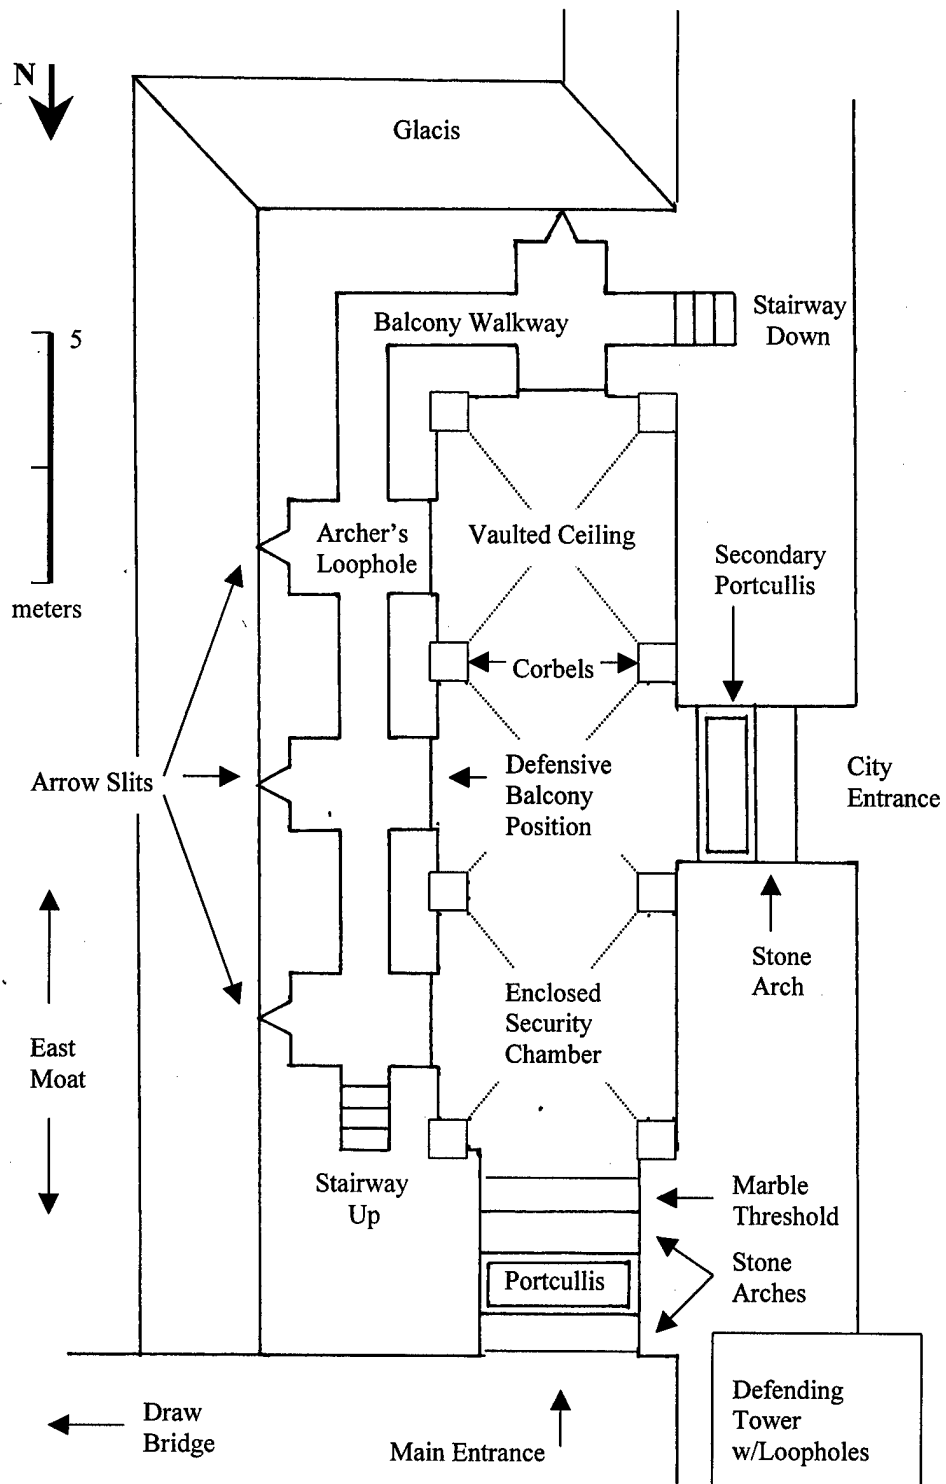 N
Glacis
Balcony Walkway
Stairway
Down
5
Archer's
Loophole
Vaulted Ceiling
Secondary
Portcullis
meters
Corbels
Arrow Slits
Defensive
Balcony
Position
City
Entrance
Stone
Arch
Enclosed
Security
Chamber
East
Moat
Stairway
Up
Marble
Threshold
Stone
Arches
Portcullis
Defending
Tower
w/Loopholes
Draw
Bridge
Main Entrance